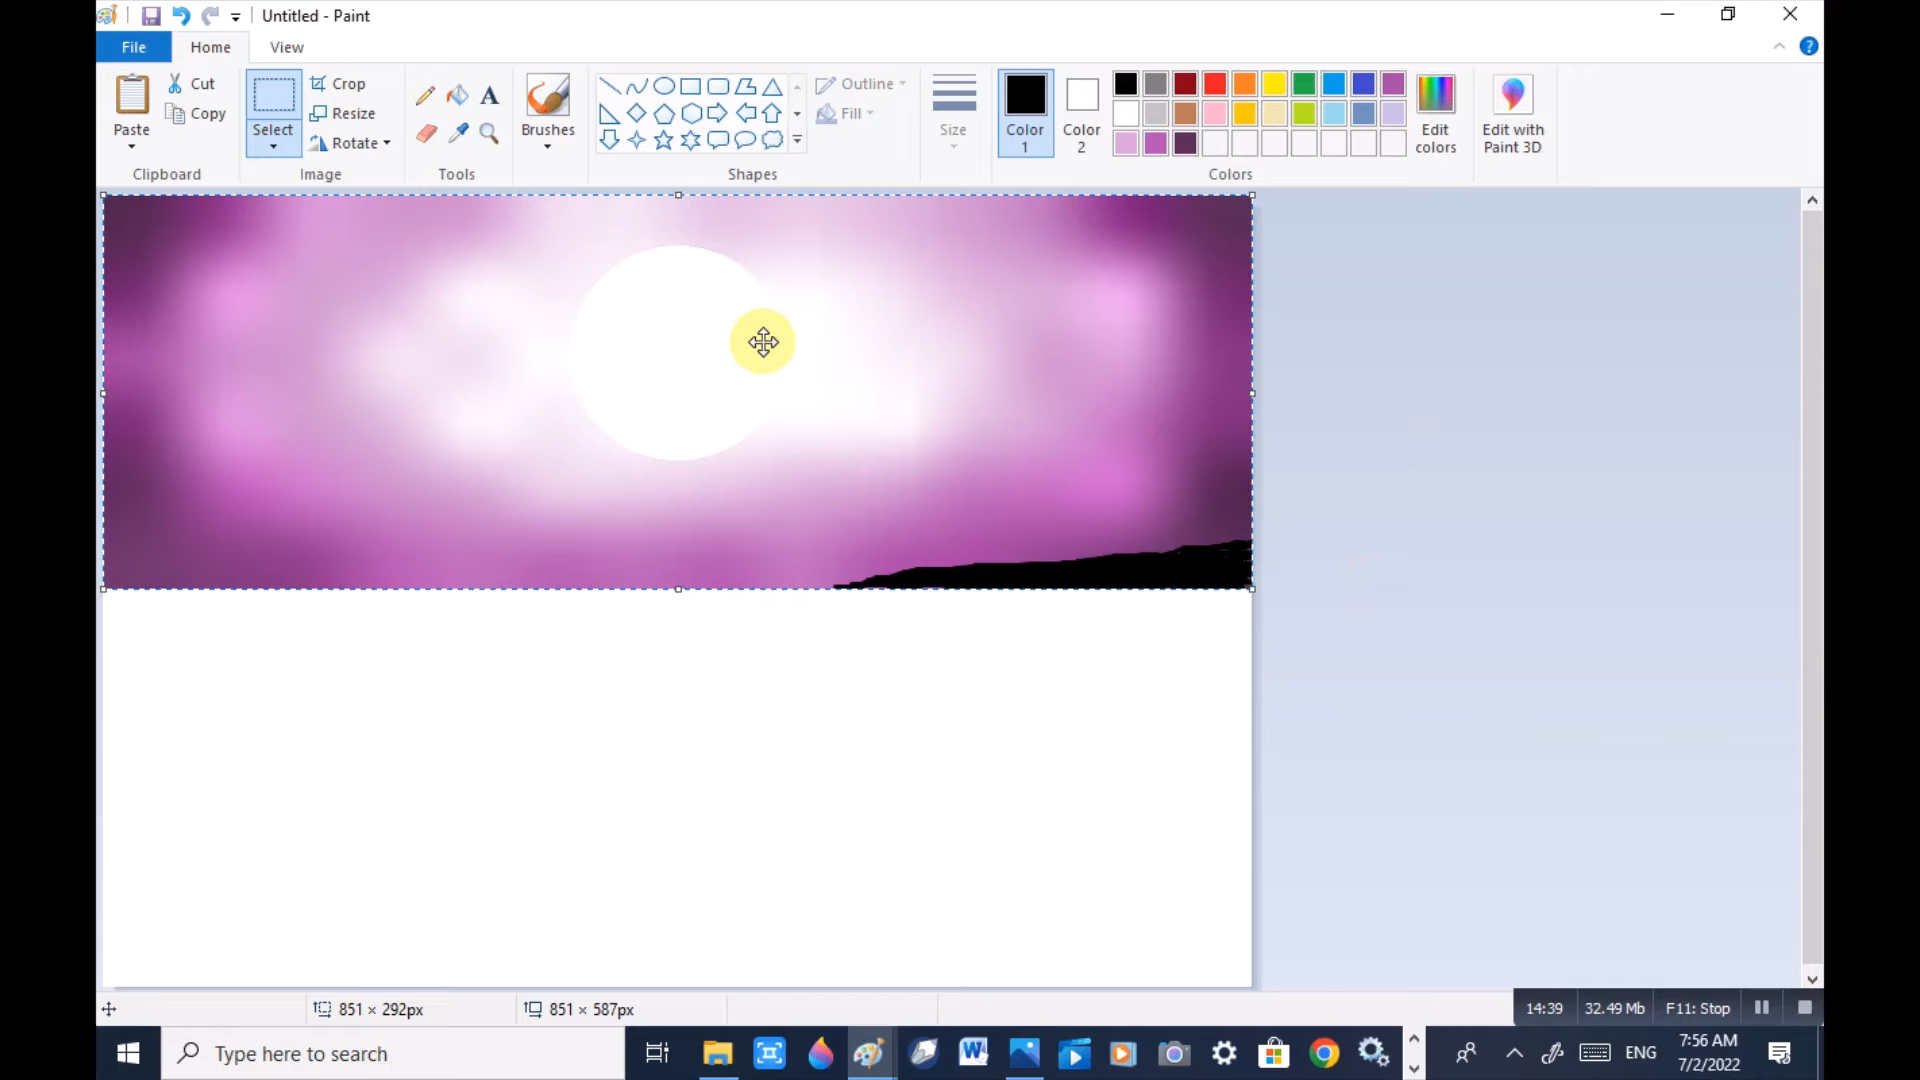 Untitled - Paint
File Home View
Paste
Cut
Copy
Clipboard
Select
Crop
Resize
Rotate
Image
A
Tools
Brushes
Shapes
Outline
Fill
Size
Color 1
Color 2
Colors
Edit colors
Edit with Paint 3D
851 × 292px
851 × 587px
14:39
32.49 Mb
F11: Stop
Type here to search
ENG
7:56 AM
7/2/2022